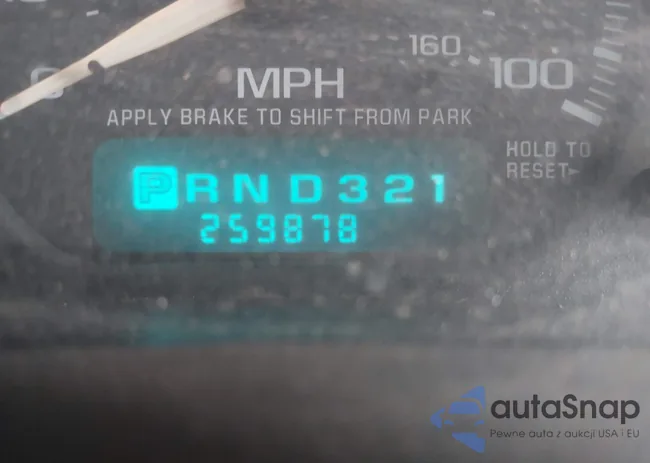 160
0 MPH 100
APPLY BRAKE TO SHIFT FROM PARK
HOLD TO
RESET
PRND321
259878
autaSnap
Pewne auta z aukcji USA i EU